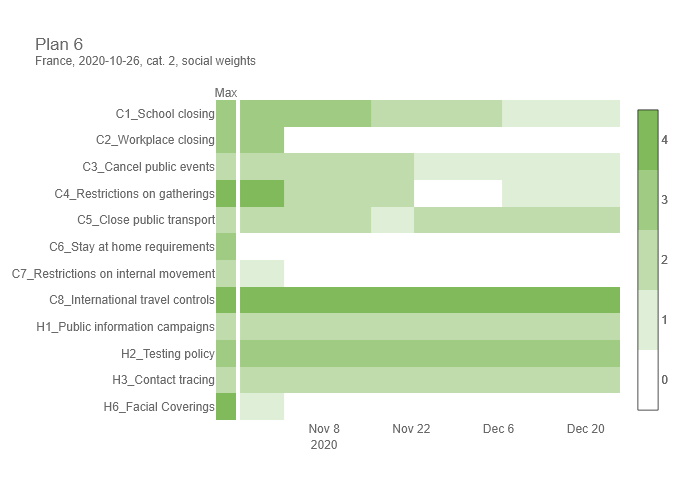 Plan 6
France, 2020-10-26, cat. 2, social weights
Max
C1_School closing
C2_Workplace closing
C3_Cancel public events
C4_Restrictions on gatherings
C5_Close public transport
C6_Stay at home requirements
C7_Restrictions on internal movement
C8_International travel controls
H1_Public information campaigns
H2_Testing policy
H3_Contact tracing
H6_Facial Coverings
Nov 8 Nov 22 Dec 6 Dec 20
2020
4
3
2
1
0